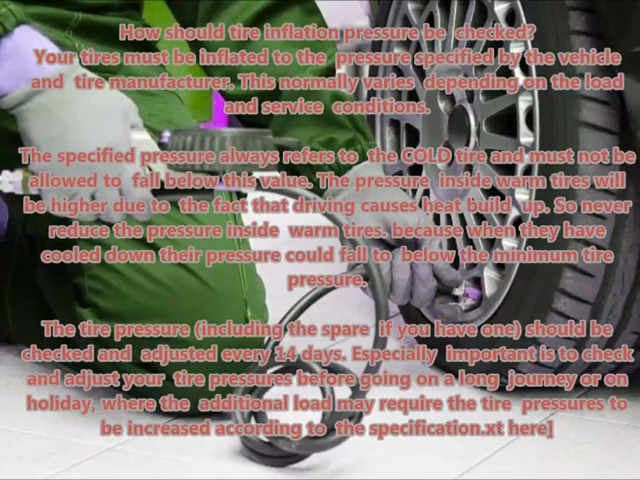 How should tire inflation pressure be checked?
Your tires must be inflated to the pressure specified by the vehicle
and tire manufacturer. This normally varies depending on the load
and service conditions.
The specified pressure always refers to the COLD tire and must not be
allowed to fall below this value. The pressure inside warm tires will
be higher due to the fact that driving causes heat build up. So never
reduce the pressure inside warm tires. because when they have
cooled down their pressure could fall to below the minimum tire
pressure.
The tire pressure (including the spare if you have one) should be
checked and adjusted every 14 days. Especially important is to check
and adjust your tire pressures before going on a long journey or on
holiday, where the additional load may require the tire pressures to
be increased according to the specification.xt here]